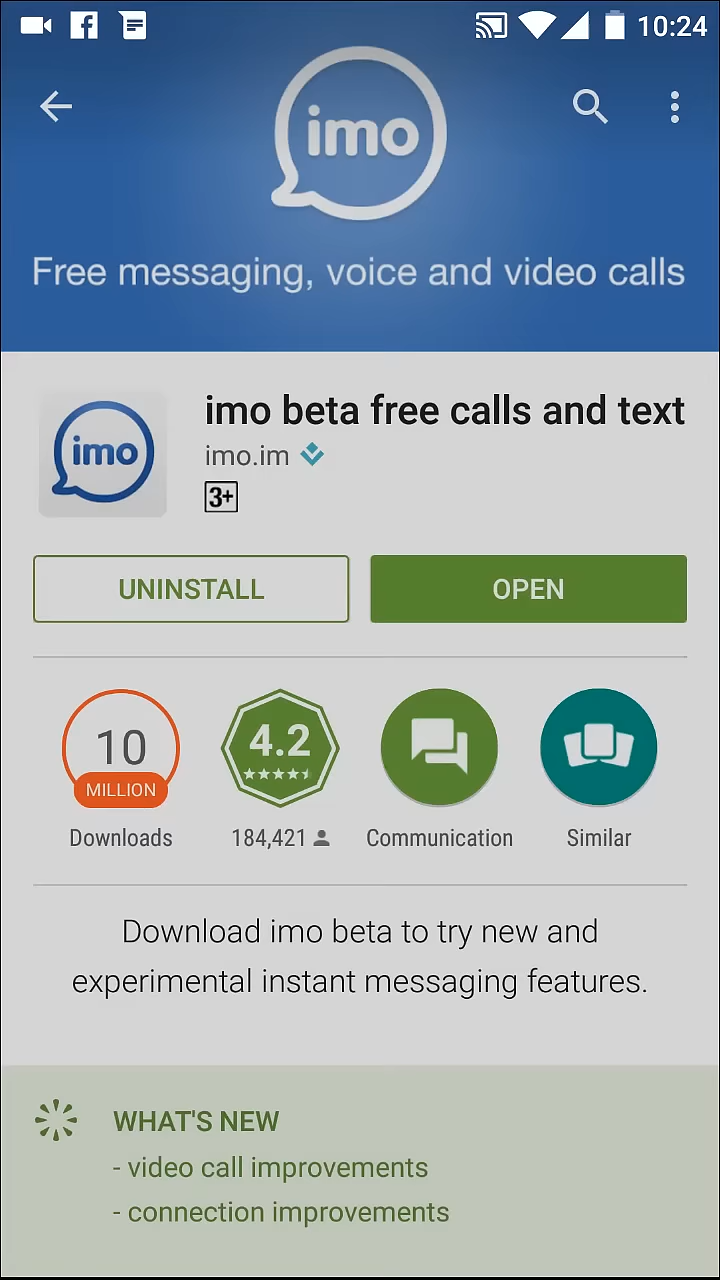 10:24
imo
Free messaging, voice and video calls
imo
imo beta free calls and text
imo.im
3+
UNINSTALL
OPEN
10
MILLION
Downloads
4.2
184,421
Communication
Similar
Download imo beta to try new and
experimental instant messaging features.
WHAT'S NEW
- video call improvements
- connection improvements